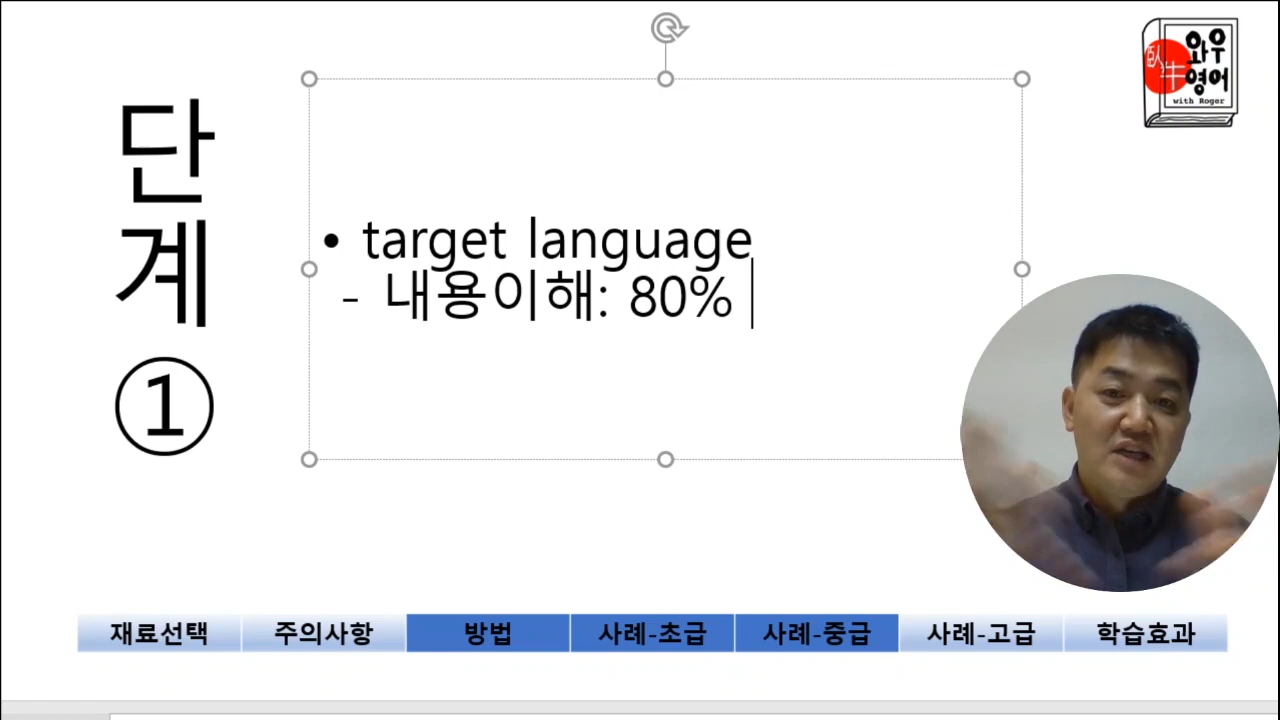 단
계
①
• target language
- 내용이해: 80%
臥牛
와우
영어
with Roger
재료선택 주의사항 방법 사례-초급 사례-중급 사례-고급 학습효과